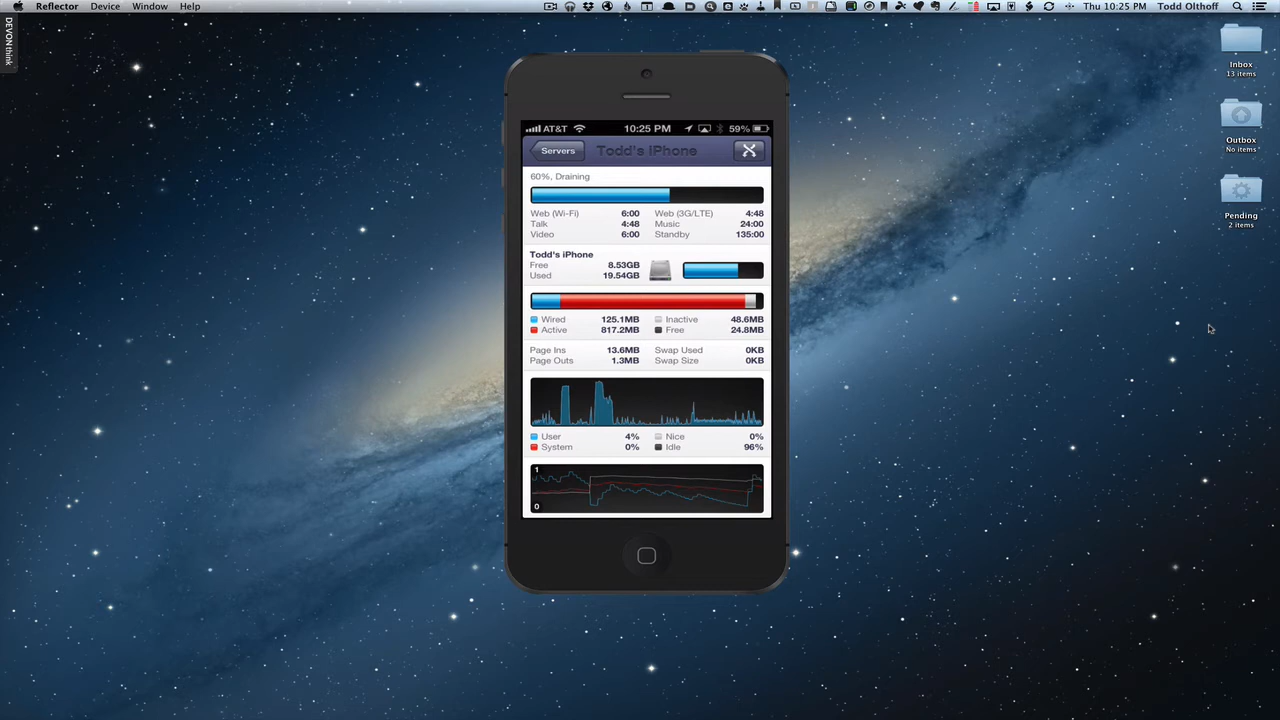 Reflector Device Window Help
Thu 10:25 PM Todd Olthoff
DEVONthink
Inbox
13 items
Outbox
No items
Pending
2 items
AT&T 10:25 PM 59%
Servers Todd's iPhone
60%, Draining
Web (Wi-Fi) 6:00 Web (3G/LTE) 4:48
Talk 4:48 Music 24:00
Video 6:00 Standby 135:00
Todd's iPhone
Free 8.53GB
Used 19.54GB
Wired 125.1MB Inactive 48.6MB
Active 817.2MB Free 24.8MB
Page Ins 13.6MB Swap Used 0KB
Page Outs 1.3MB Swap Size 0KB
User 4% Nice 0%
System 0% Idle 96%
1
0